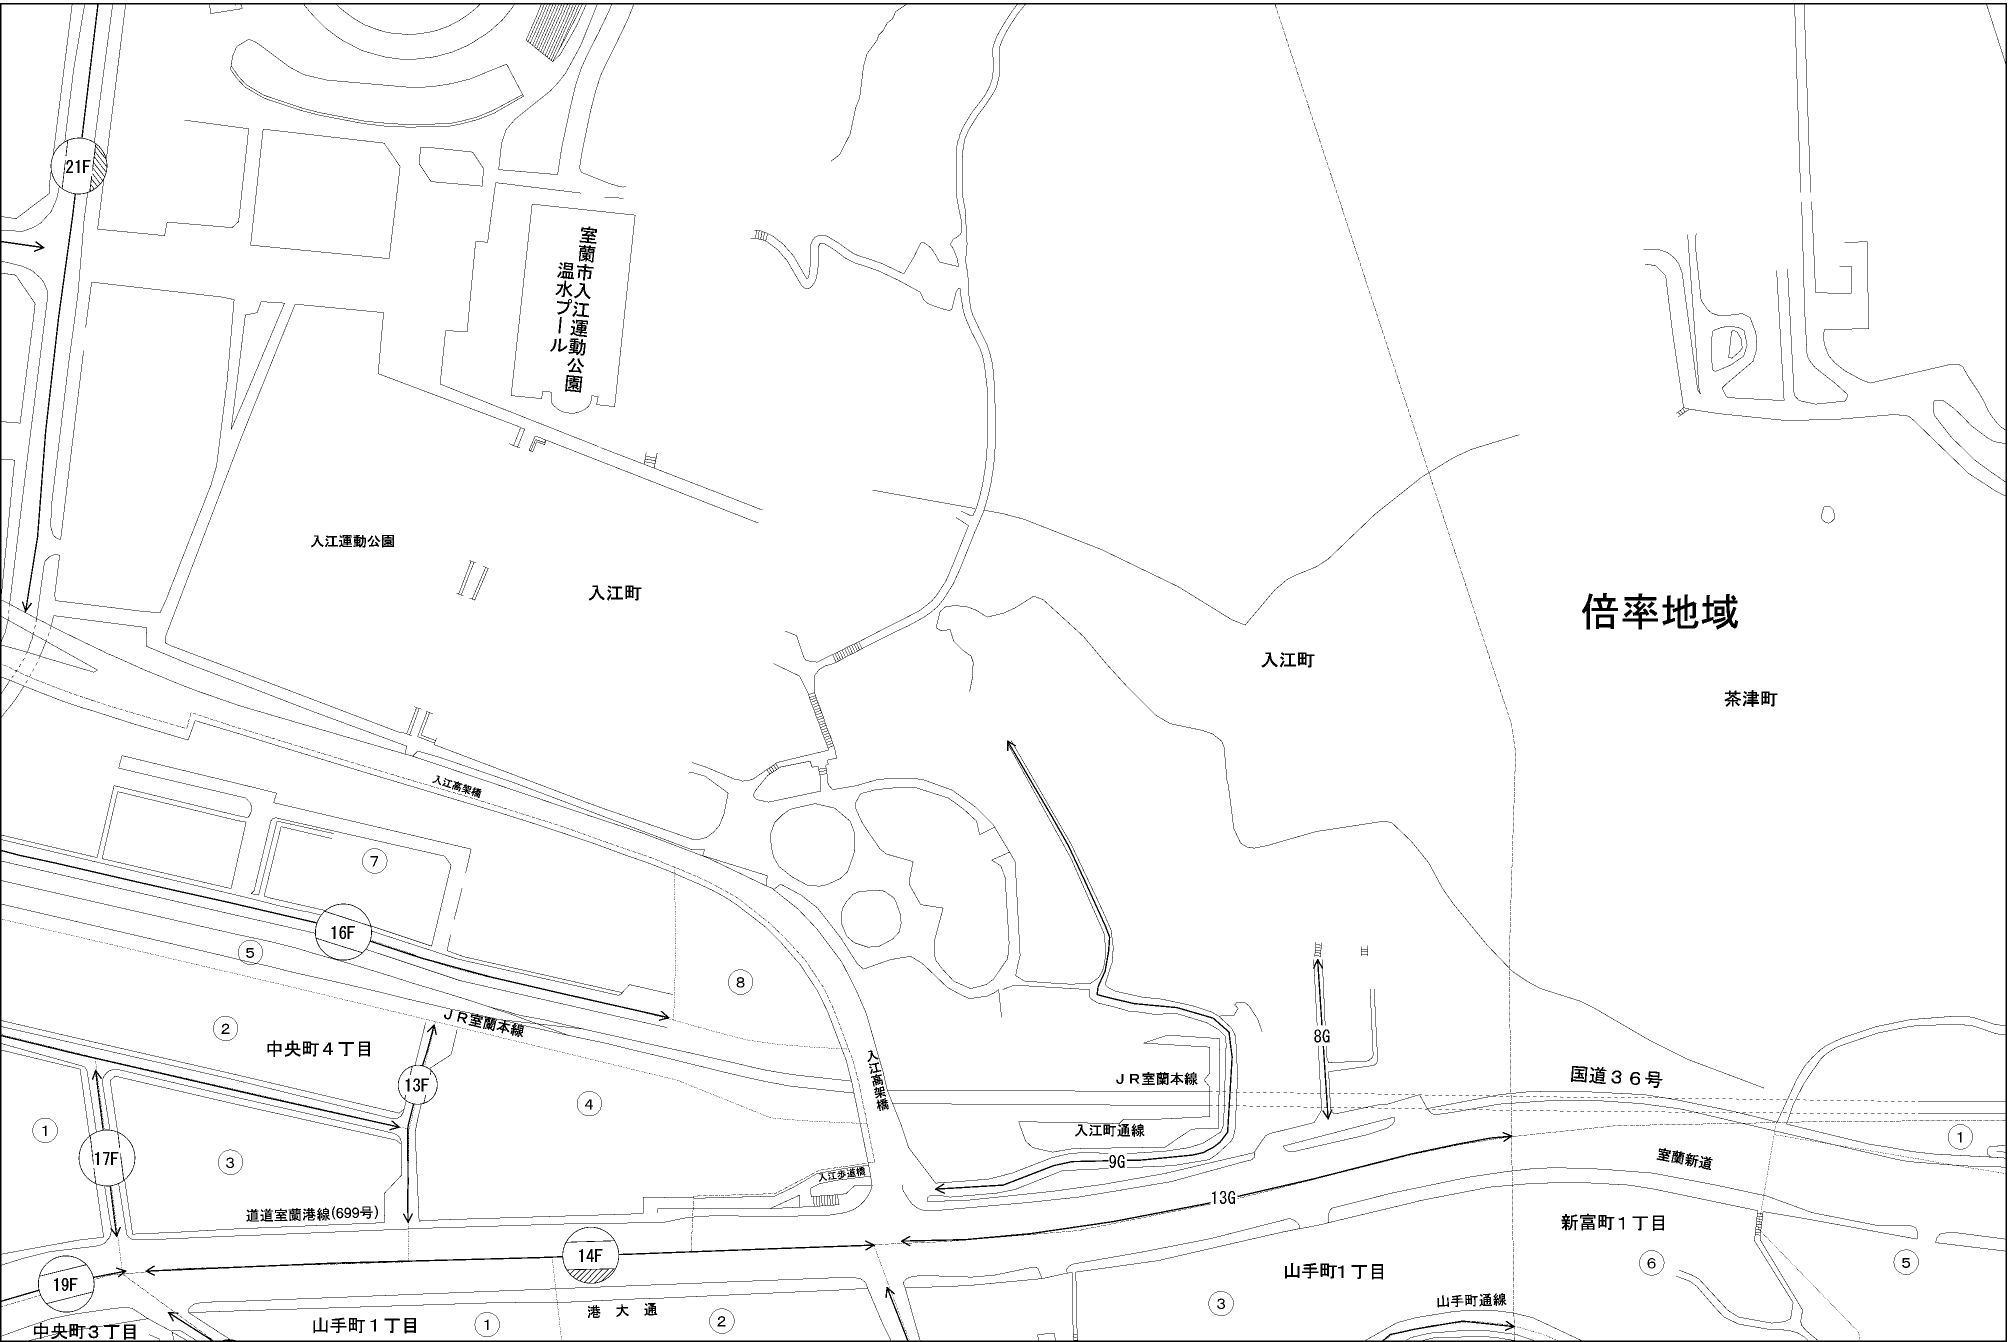 21F
室蘭市入江運動公園
温水プール
入江運動公園
入江町
倍率地域
入江町
茶津町
入江高架橋
7
16F
5
8
2
ＪＲ室蘭本線
中央町４丁目
13F
4
入江高架橋
8G
ＪＲ室蘭本線
国道３６号
1
17F
3
入江町通線
9G
1
室蘭新道
入江歩道橋
13G
道道室蘭港線(699号)
新富町１丁目
14F
19F
山手町１丁目
6
5
港大通
中央町３丁目
山手町１丁目
1
2
3
山手町通線